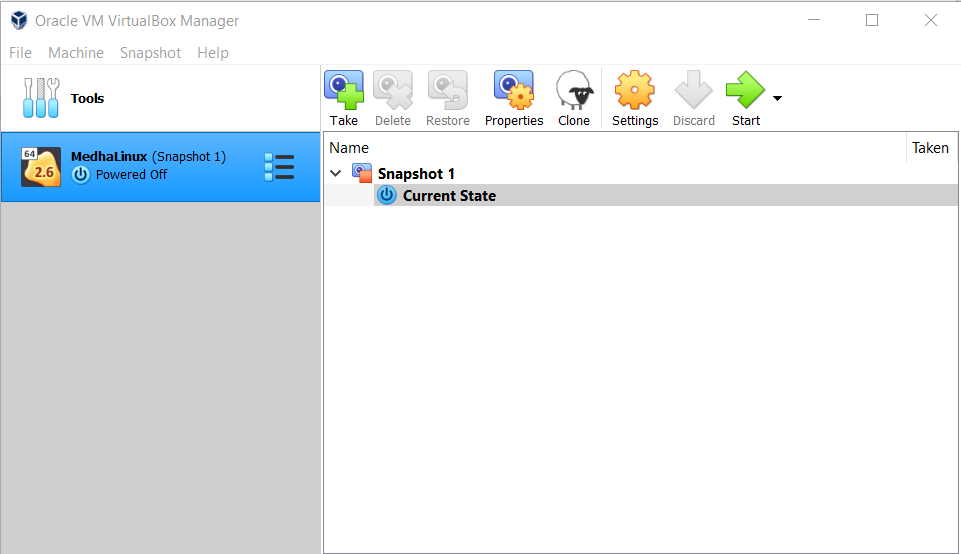 Oracle VM VirtualBox Manager
File Machine Snapshot Help
Tools
64
2.6
MedhaLinux (Snapshot 1)
Powered Off
Take Delete Restore Properties Clone Settings Discard Start
Name Taken
Snapshot 1
Current State